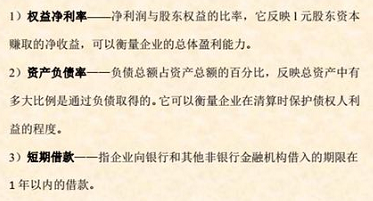 1）权益净利率——净利润与股东权益的比率，它反映 1 元股东资本
赚取的净收益，可以衡量企业的总体盈利能力。
2）资产负债率——负债总额占资产总额的百分比，反映总资产中有
多大比例是通过负债取得的。它可以衡量企业在清算时保护债权人利
益的程度。
3）短期借款——指企业向银行和其他非银行金融机构借入的期限在
1 年以内的借款。